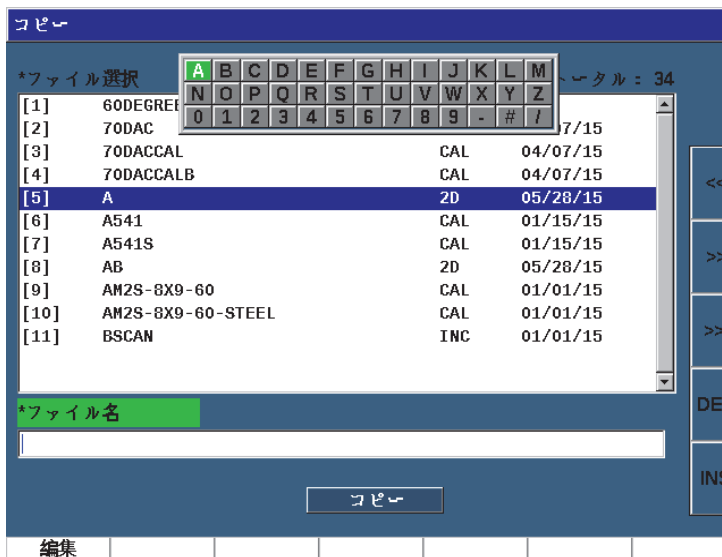 コピー
*ファイル選択
トータル: 34
A B C D E F G H I J K L M
N O P Q R S T U V W X Y Z
0 1 2 3 4 5 6 7 8 9 - # /
[1] 60DEGREE
[2] 70DAC 07/15
[3] 70DACCAL CAL 04/07/15
[4] 70DACCALB CAL 04/07/15
[5] A 2D 05/28/15
[6] A541 CAL 01/15/15
[7] A541S CAL 01/15/15
[8] AB 2D 05/28/15
[9] AM2S-8X9-60 CAL 01/01/15
[10] AM2S-8X9-60-STEEL CAL 01/01/15
[11] BSCAN INC 01/01/15
*ファイル名
コピー
<<
>>
>>
DE
INS
編集